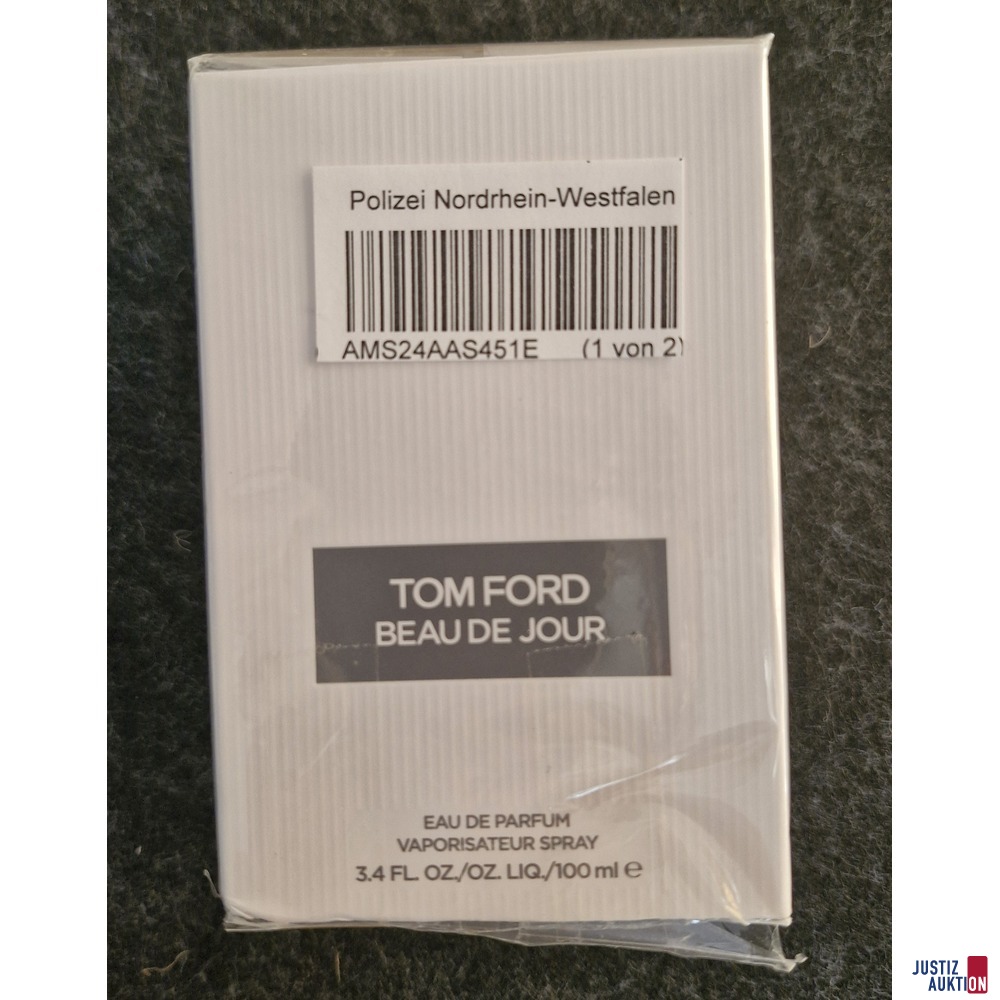 Polizei Nordrhein-Westfalen
AMS24AAS451E (1 von 2)
TOM FORD
BEAU DE JOUR
EAU DE PARFUM
VAPORISATEUR SPRAY
3.4 FL. OZ./OZ. LIQ./100 ml ℮
JUSTIZ
AUKTION